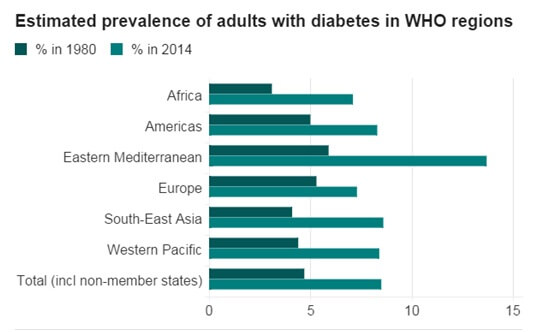 Estimated prevalence of adults with diabetes in WHO regions
% in 1980 % in 2014
Africa
Americas
Eastern Mediterranean
Europe
South-East Asia
Western Pacific
Total (incl non-member states)
0 5 10 15